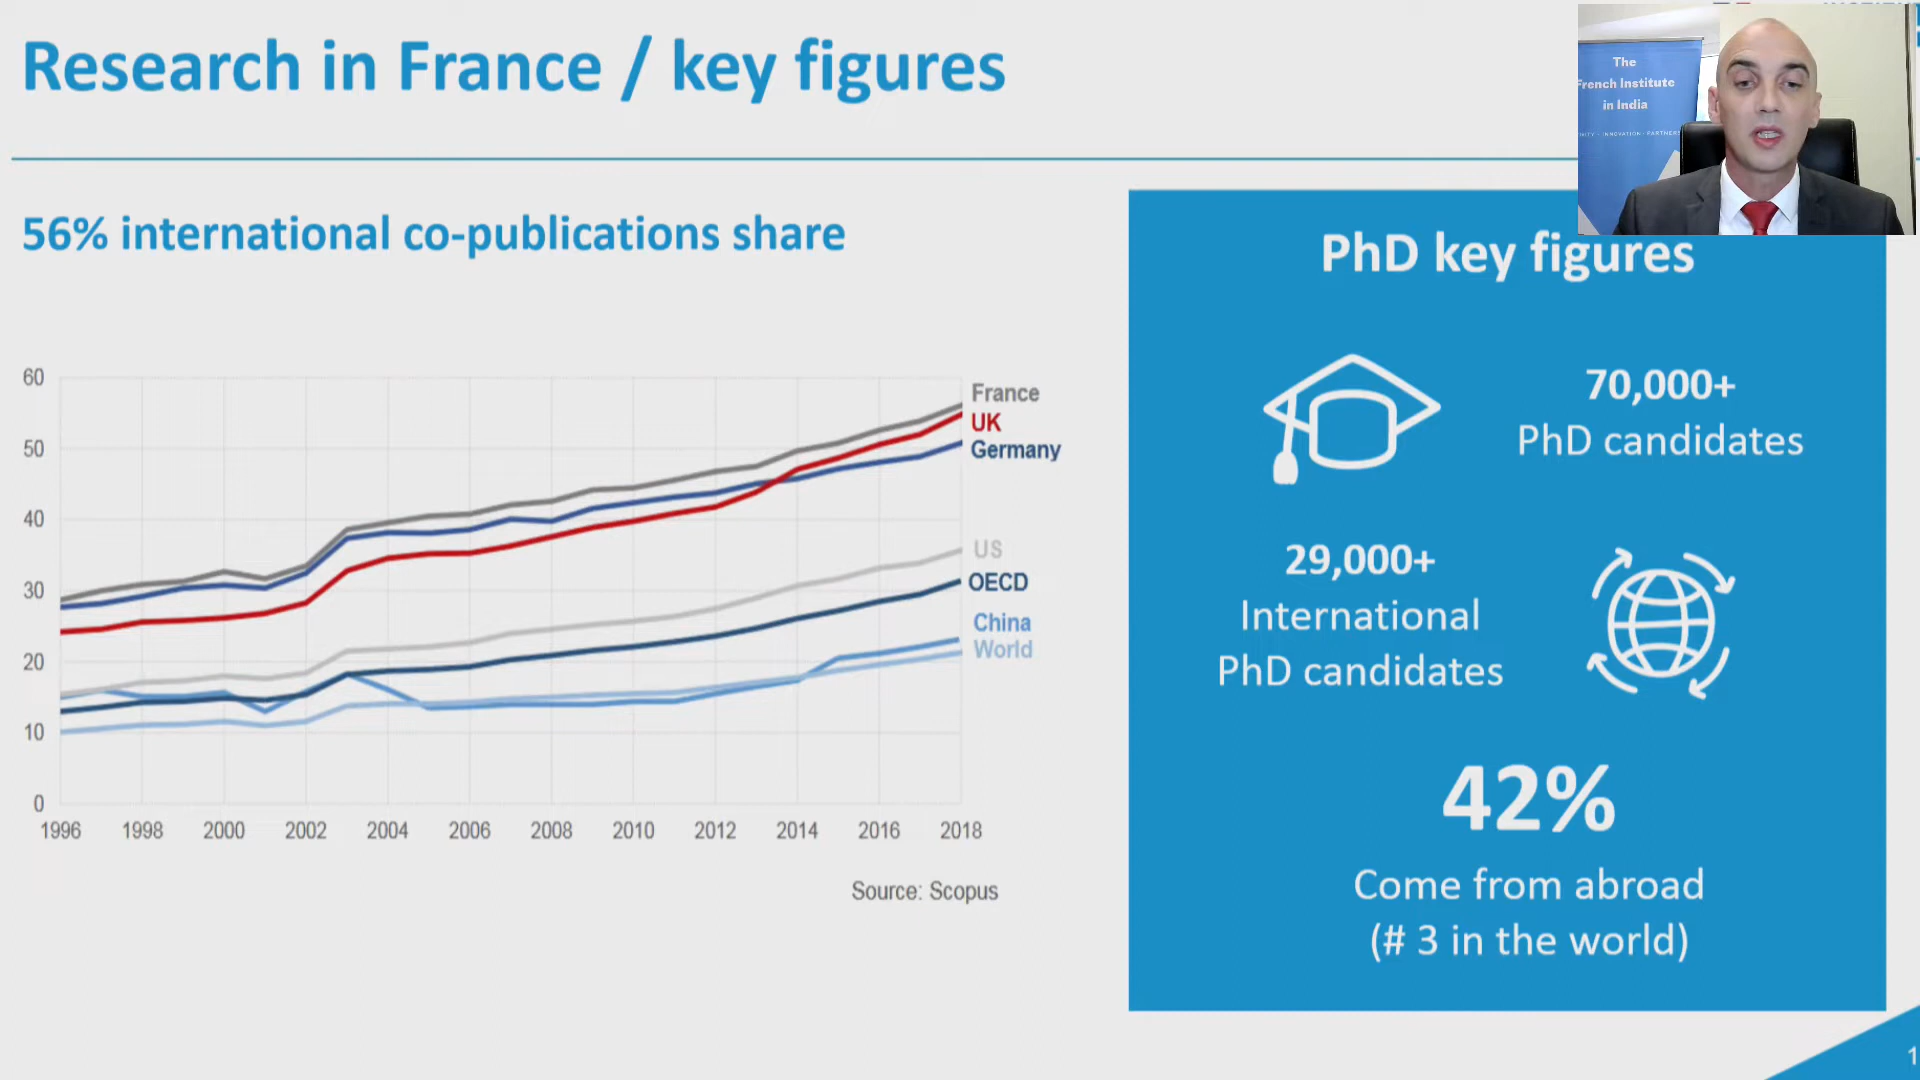 Research in France / key figures
The
French Institute
in India
56% international co-publications share
60
50
40
30
20
10
0
1996 1998 2000 2002 2004 2006 2008 2010 2012 2014 2016 2018
France
UK
Germany
US
OECD
China
World
Source: Scopus
PhD key figures
70,000+
PhD candidates
29,000+
International
PhD candidates
42%
Come from abroad
(# 3 in the world)
1